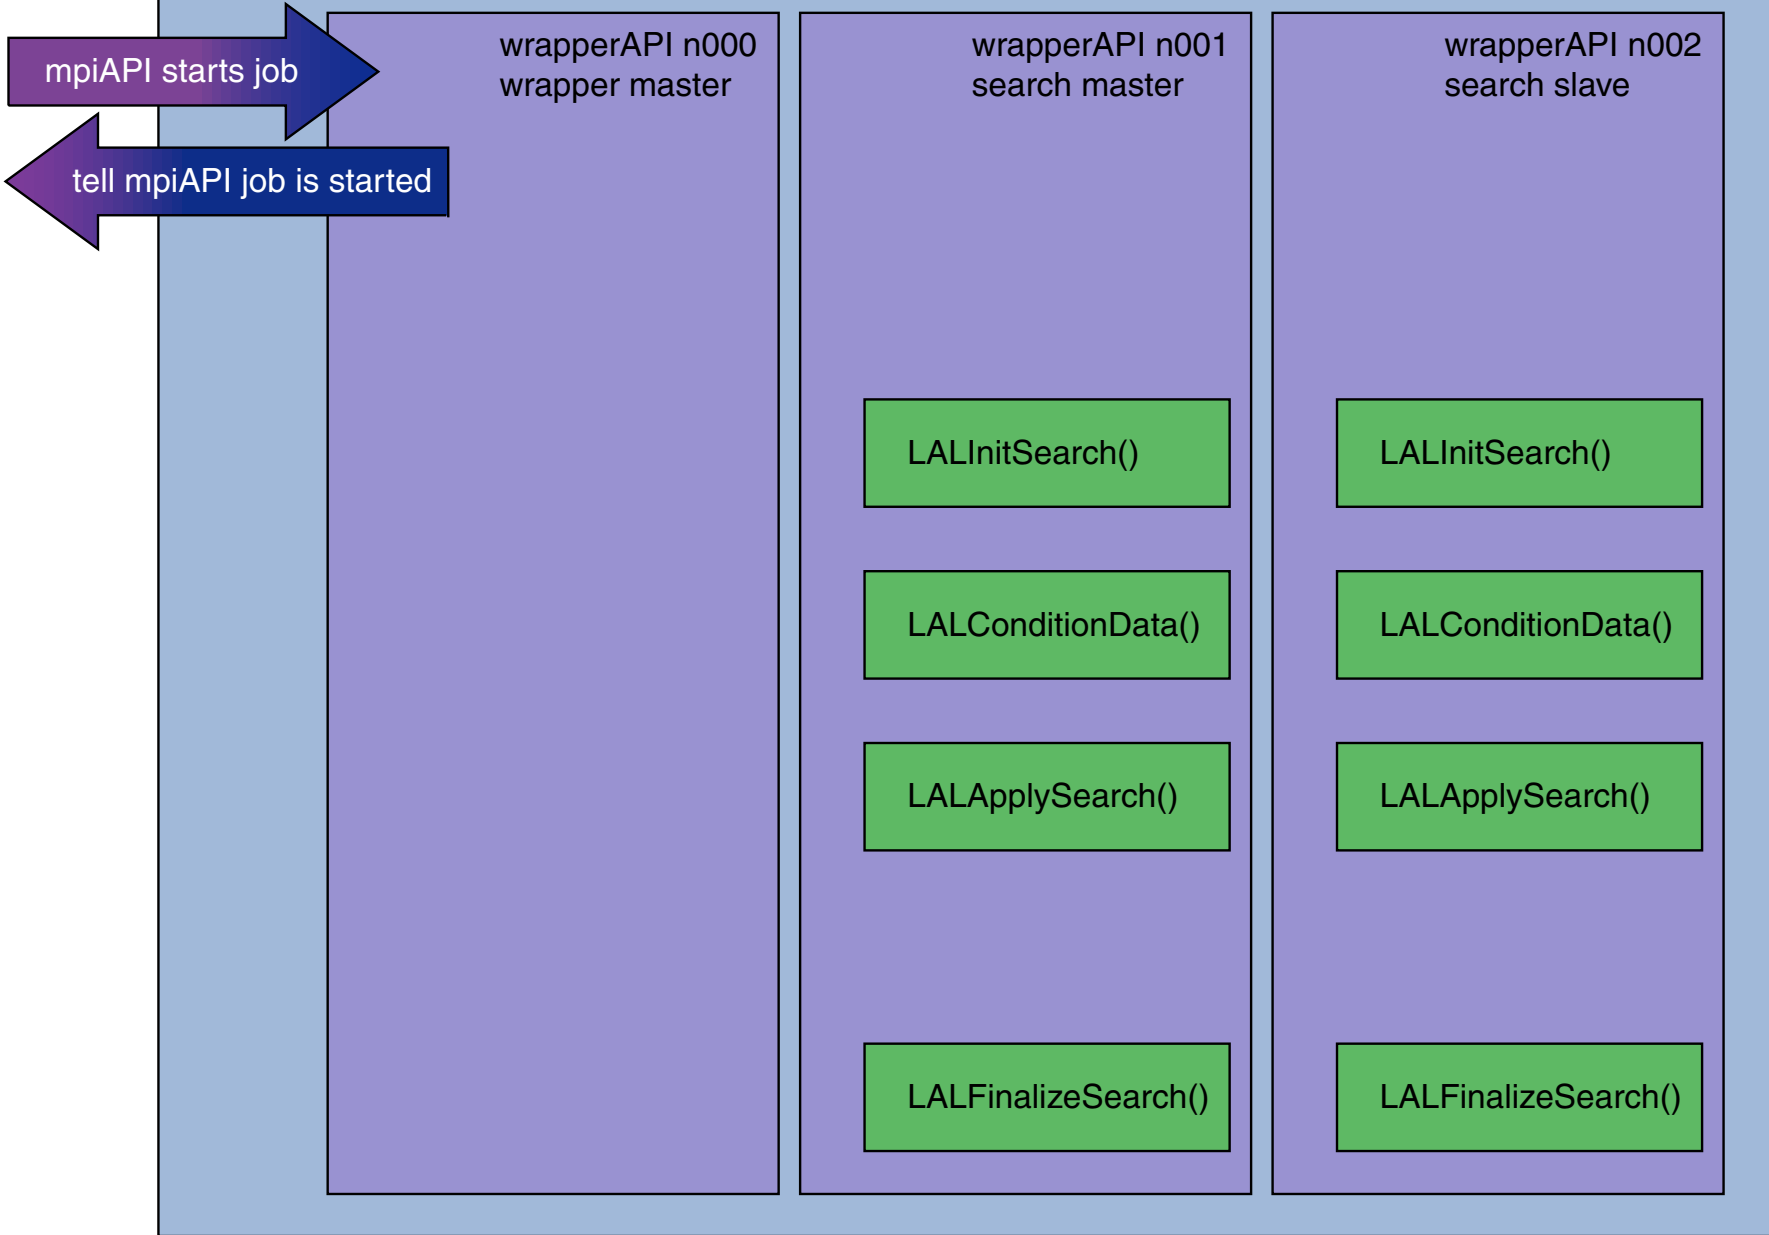 mpiAPI starts job
tell mpiAPI job is started
wrapperAPI n000
wrapper master
wrapperAPI n001
search master
LALInitSearch()
LALConditionData()
LALApplySearch()
LALFinalizeSearch()
wrapperAPI n002
search slave
LALInitSearch()
LALConditionData()
LALApplySearch()
LALFinalizeSearch()